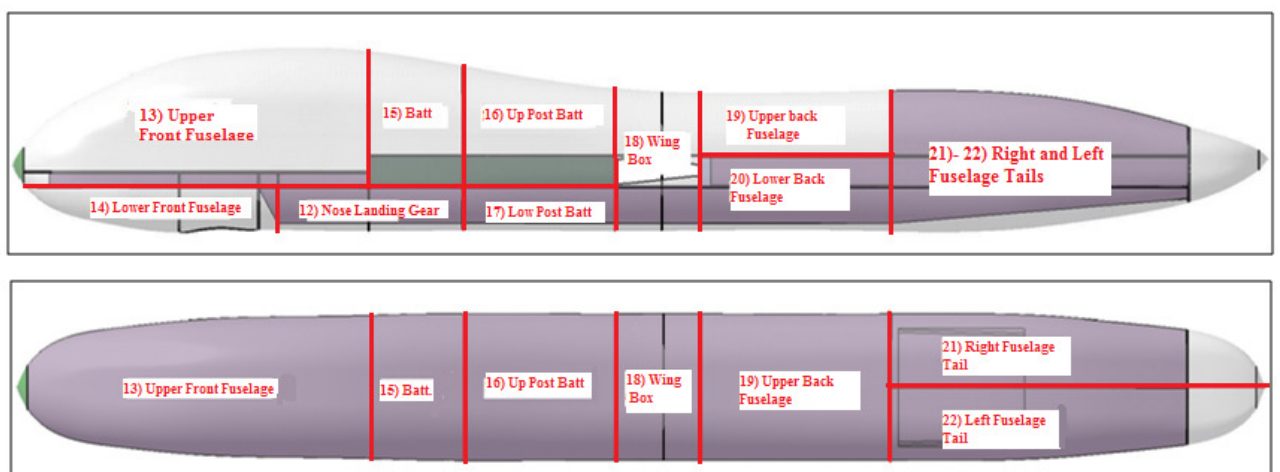 13) Upper
Front Fuselage
15) Batt
16) Up Post Batt
18) Wing
Box
19) Upper back
Fuselage
20) Lower Back
Fuselage
21)- 22) Right and Left
Fuselage Tails
14) Lower Front Fuselage
12) Nose Landing Gear
17) Low Post Batt
13) Upper Front Fuselage
15) Batt.
16) Up Post Batt
18) Wing
Box
19) Upper Back
Fuselage
21) Right Fuselage
Tail
22) Left Fuselage
Tail